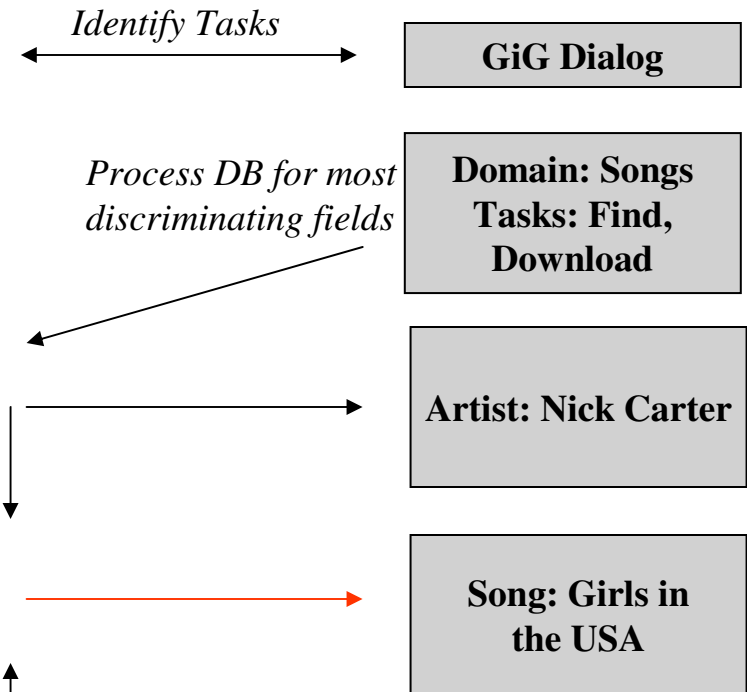 Identify Tasks
GiG Dialog
Process DB for most
discriminating fields
Domain: Songs
Tasks: Find,
Download
Artist: Nick Carter
Song: Girls in
the USA